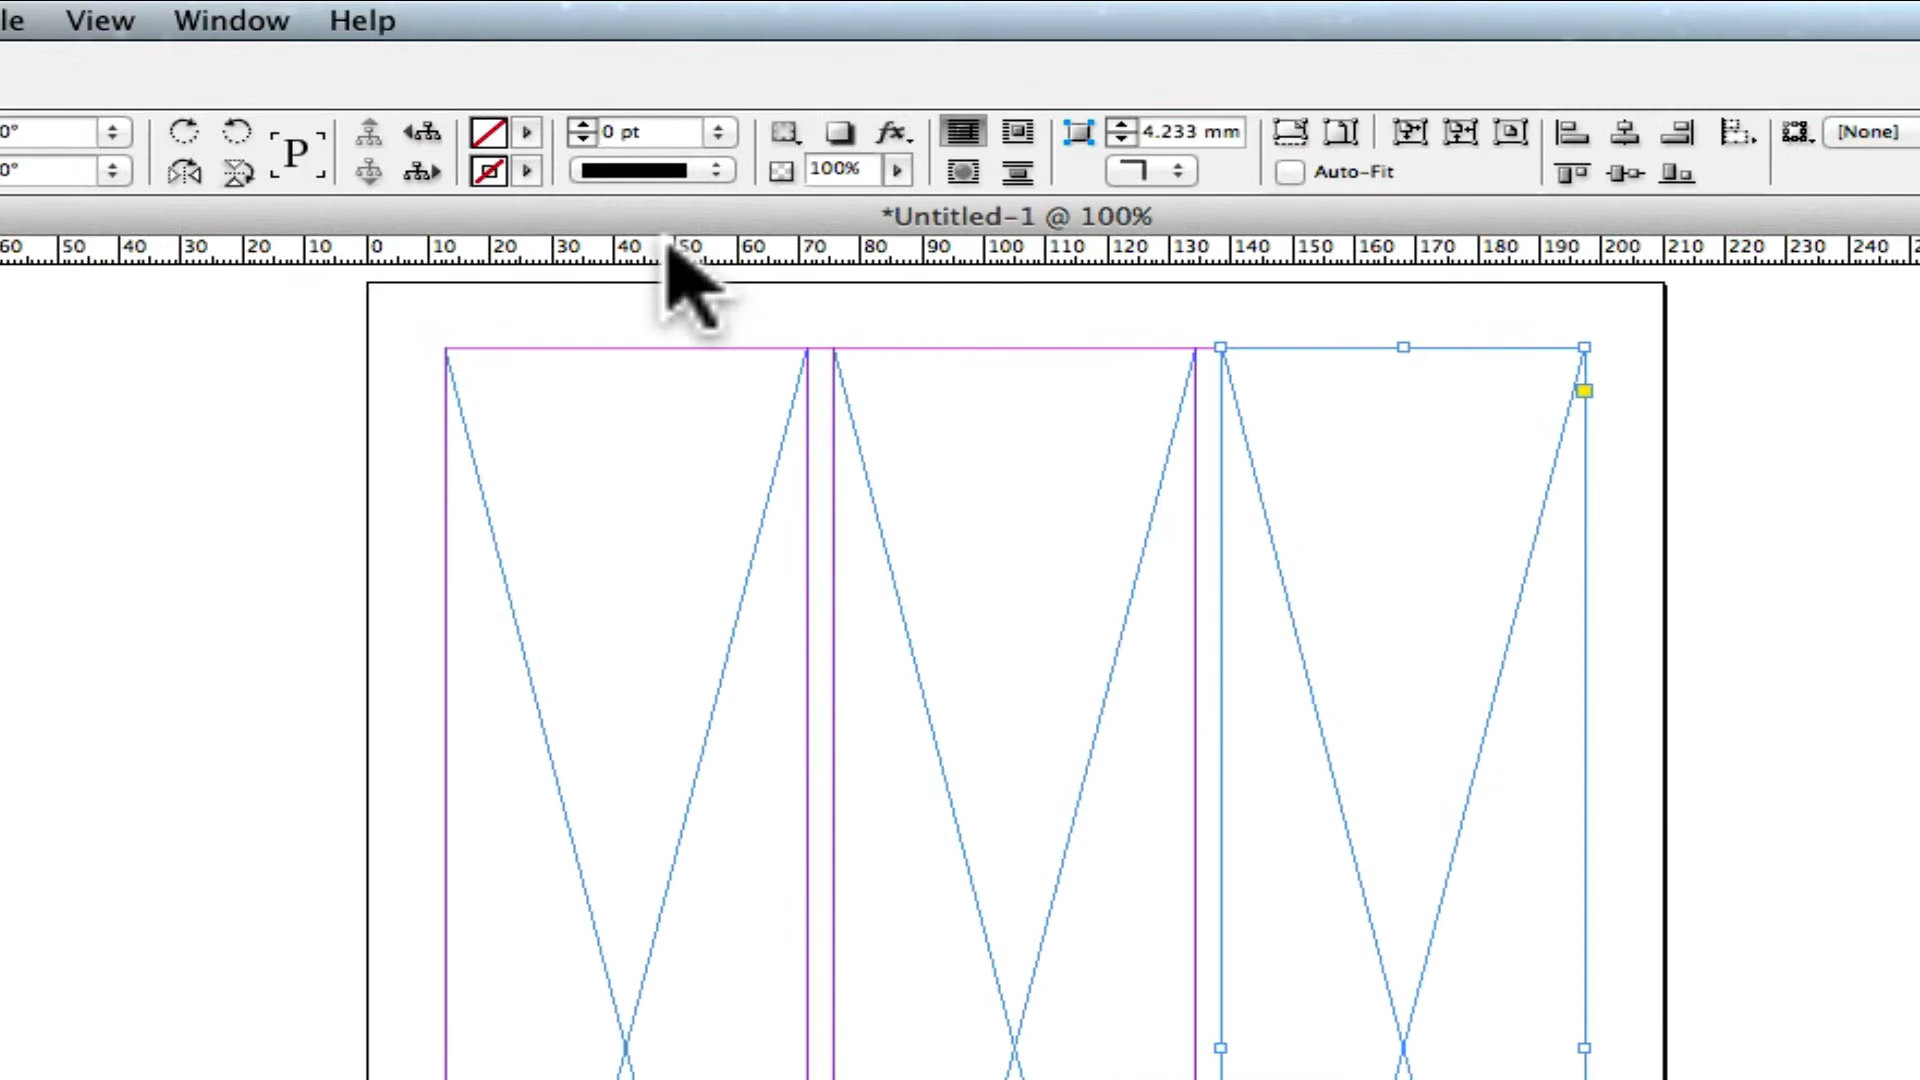 le View Window Help
0° 0 pt fx. 4.233 mm [None]
0° P 100% Auto-Fit
*Untitled-1 @ 100%
60 50 40 30 20 10 0 10 20 30 40 50 60 70 80 90 100 110 120 130 140 150 160 170 180 190 200 210 220 230 240